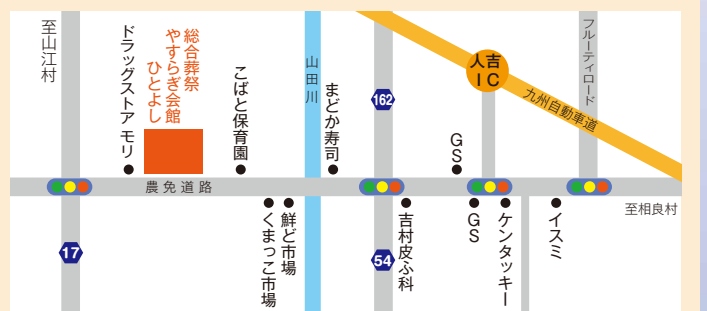 至山江村
ドラッグストア モリ
総合葬祭
やすらぎ会館
ひとよし
こばと保育園
山田川
まどか寿司
162
人吉
IC
九州自動車道
フルーティロード
GS
農免道路
至相良村
17
くまっこ市場
鮮ど市場
54
吉村皮ふ科
GS
ケンタッキー
イスミ